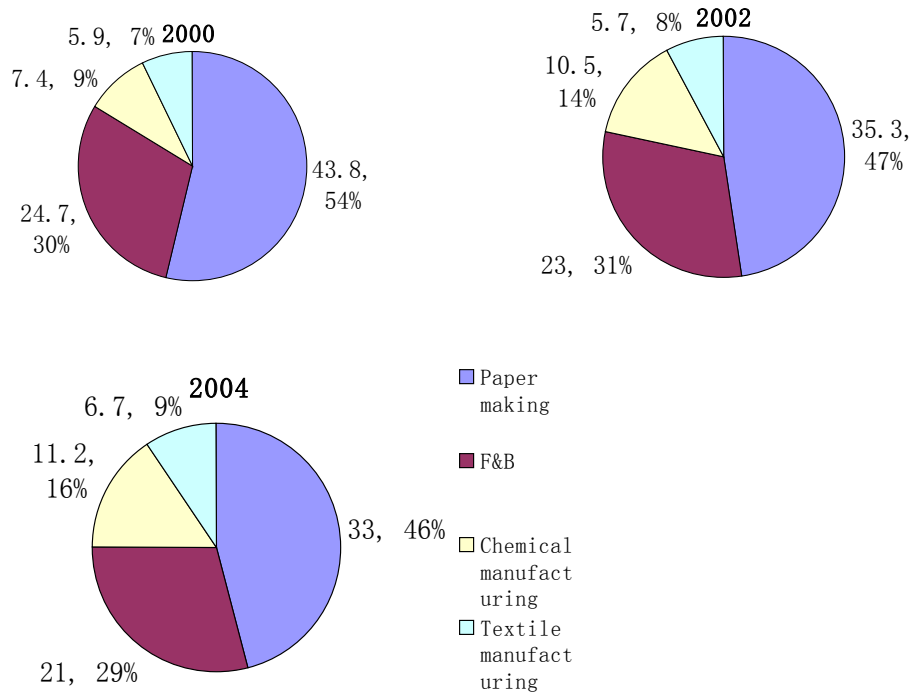 2000
5.9, 7%
7.4, 9%
43.8,
54%
24.7,
30%
2002
5.7, 8%
10.5,
14%
35.3,
47%
23, 31%
2004
6.7, 9%
11.2,
16%
33, 46%
21, 29%
Paper
making
F&B
Chemical
manufact
uring
Textile
manufact
uring